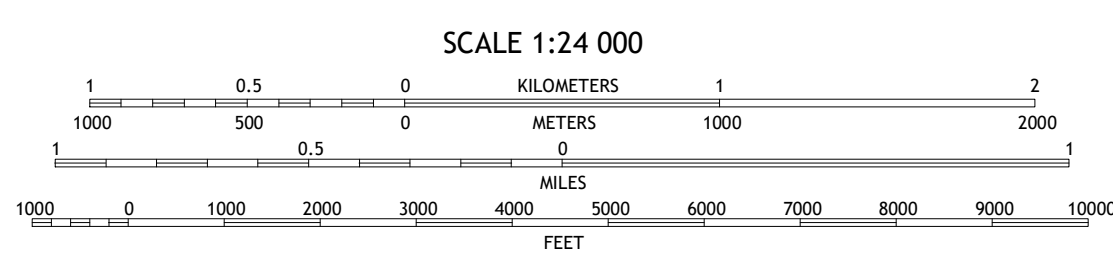 SCALE 1:24 000
1 0.5 0 KILOMETERS 1 2
1000 500 0 METERS 1000 2000
1 0.5 0 1
MILES
1000 0 1000 2000 3000 4000 5000 6000 7000 8000 9000 10000
FEET